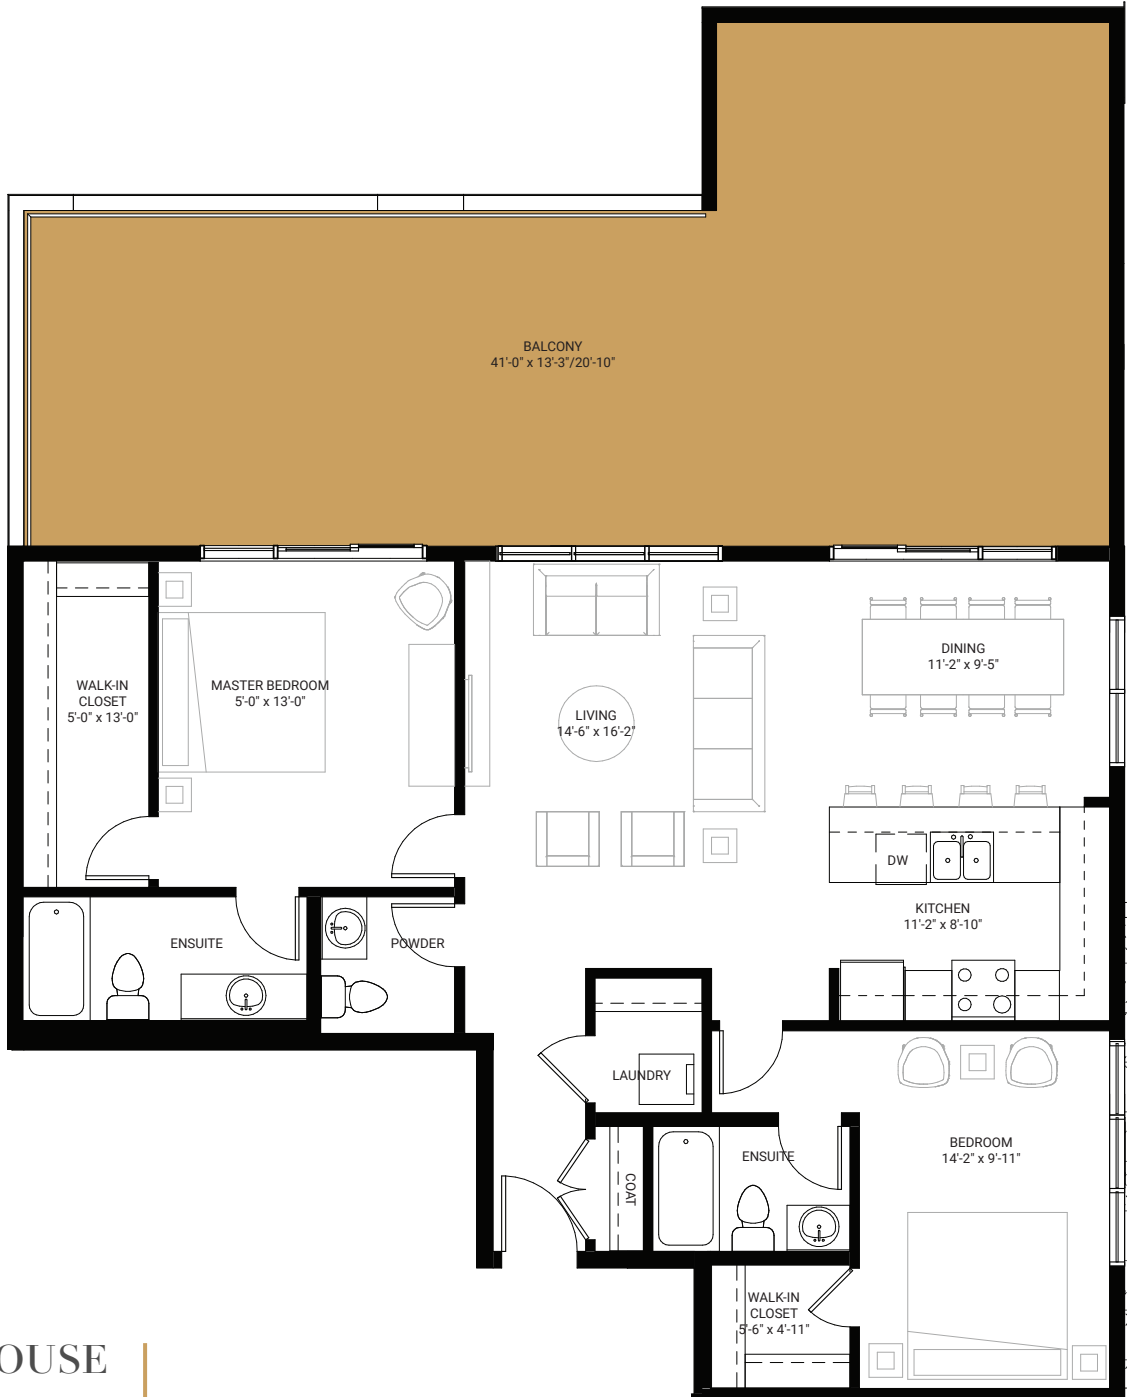 BALCONY
41'-0" x 13'-3"/20'-10"
WALK-IN
CLOSET
5'-0" x 13'-0"
MASTER BEDROOM
5'-0" x 13'-0"
LIVING
14'-6" x 16'-2"
DINING
11'-2" x 9'-5"
DW
KITCHEN
11'-2" x 8'-10"
ENSUITE
POWDER
LAUNDRY
COAT
ENSUITE
BEDROOM
14'-2" x 9'-11"
WALK-IN
CLOSET
5'-6" x 4'-11"
OUSE